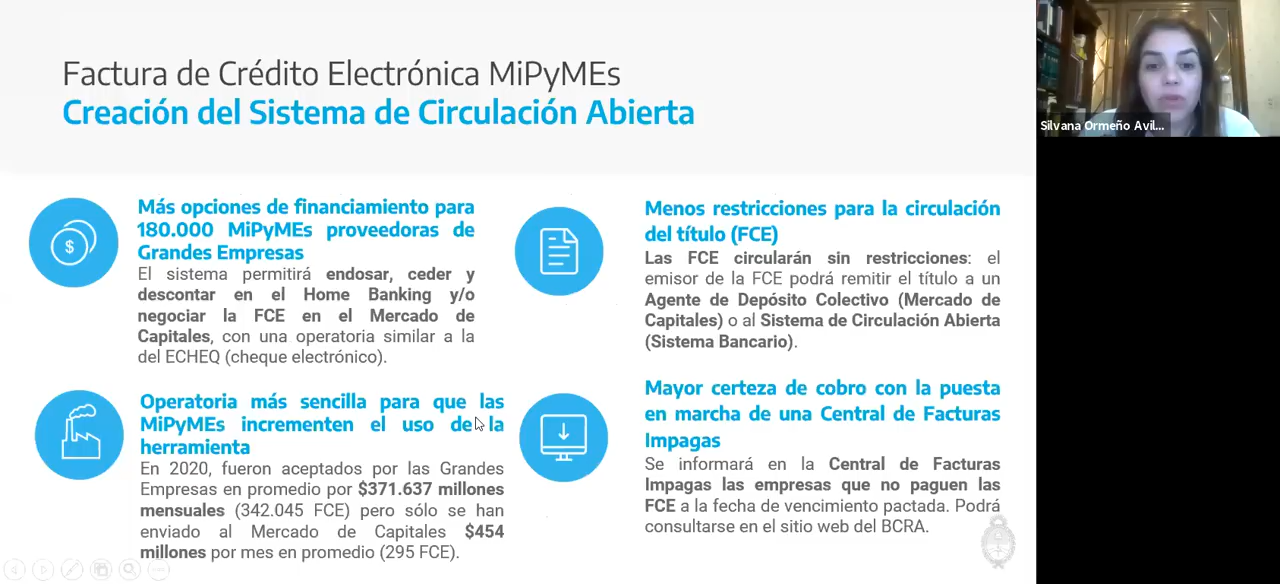 Factura de Crédito Electrónica MiPyMEs
Creación del Sistema de Circulación Abierta
Silvana Ormeño Avil...
Más opciones de financiamiento para
180.000 MiPyMEs proveedoras de
Grandes Empresas
El sistema permitirá endosar, ceder y
descontar en el Home Banking y/o
negociar la FCE en el Mercado de
Capitales, con una operatoria similar a la
del ECHEQ (cheque electrónico).
Menos restricciones para la circulación
del título (FCE)
Las FCE circularán sin restricciones: el
emisor de la FCE podrá remitir el título a un
Agente de Depósito Colectivo (Mercado de
Capitales) o al Sistema de Circulación Abierta
(Sistema Bancario).
Operatoria más sencilla para que las
MiPyMEs incrementen el uso de la
herramienta
En 2020, fueron aceptados por las Grandes
Empresas en promedio por $371.637 millones
mensuales (342.045 FCE) pero sólo se han
enviado al Mercado de Capitales $454
millones por mes en promedio (295 FCE).
Mayor certeza de cobro con la puesta
en marcha de una Central de Facturas
Impagas
Se informará en la Central de Facturas
Impagas las empresas que no paguen las
FCE a la fecha de vencimiento pactada. Podrá
consultarse en el sitio web del BCRA.